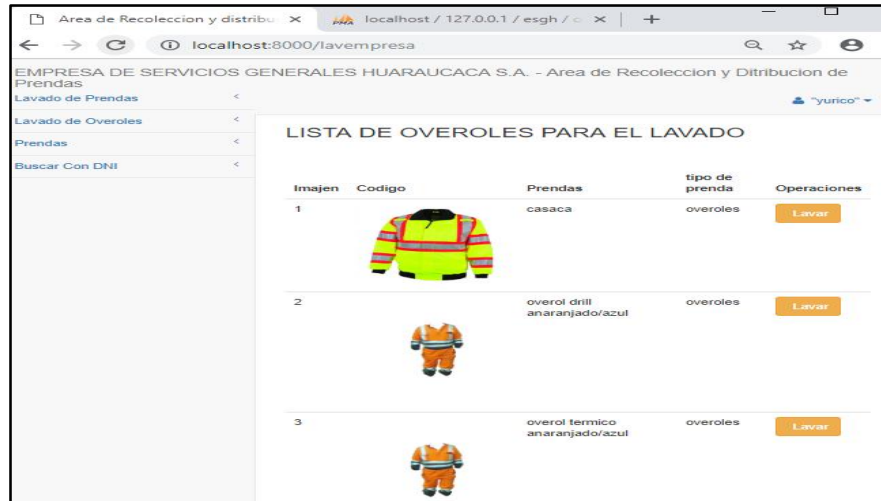 Area de Recoleccion y distribu
localhost / 127.0.0.1 / esgh /
localhost:8000/lavempresa
EMPRESA DE SERVICIOS GENERALES HUARAUCACA S.A. - Area de Recoleccion y Ditribucion de
Prendas
Lavado de Prendas
"yurico"
Lavado de Overoles
Prendas
Buscar Con DNI
LISTA DE OVEROLES PARA EL LAVADO
Imajen Codigo Prendas tipo de prenda Operaciones
1 casaca overoles Lavar
2 overol drill overoles Lavar
anaranjado/azul
3 overol termico overoles Lavar
anaranjado/azul